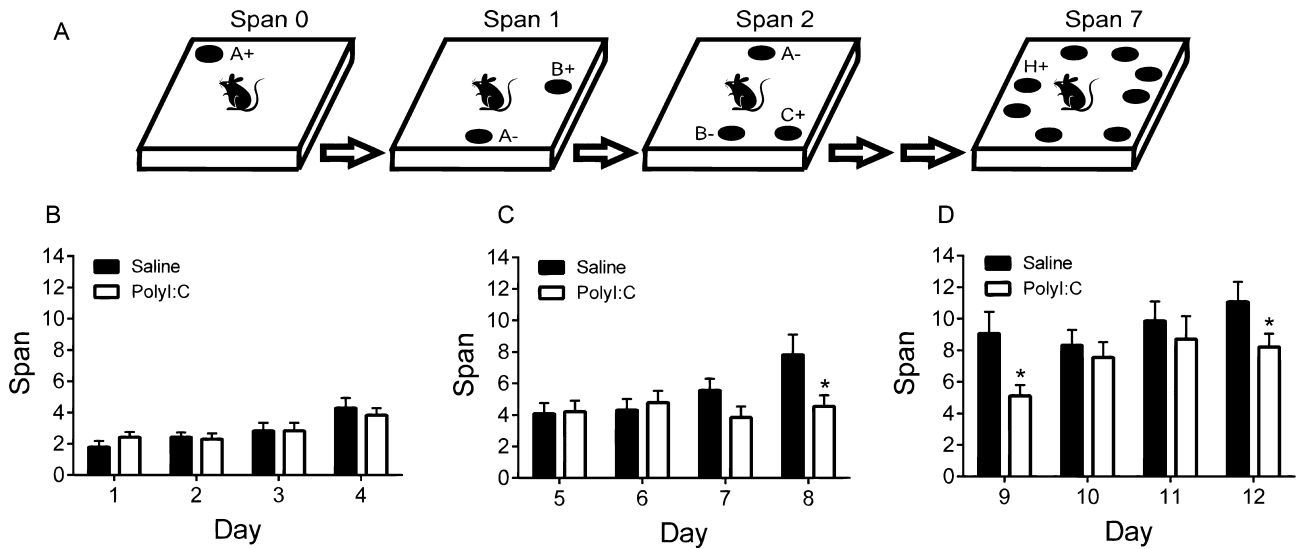 A
Span 0
Span 1
Span 2
Span 7
A+
B+
A-
A-
B-
C+
H+
B
14
12
10
8
6
4
2
0
Span
Saline
PolyI:C
1 2 3 4
Day
C
14
12
10
8
6
4
2
0
Span
Saline
PolyI:C
*
5 6 7 8
Day
D
14
12
10
8
6
4
2
0
Span
Saline
PolyI:C
*
*
9 10 11 12
Day